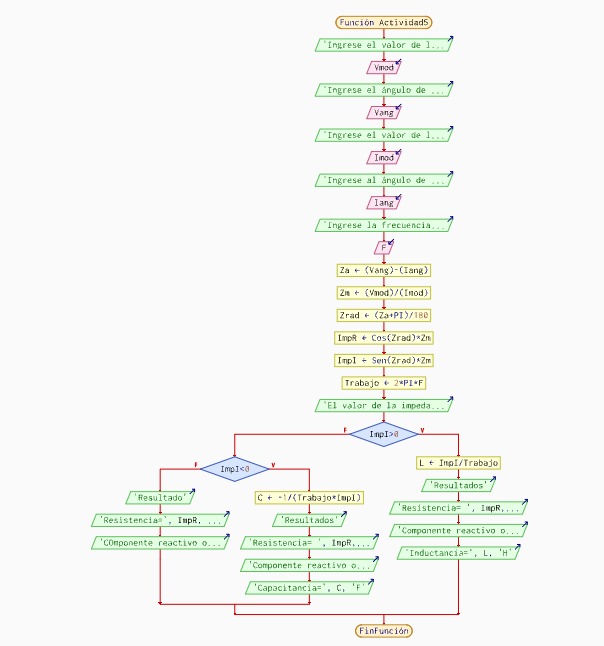 Función Actividad5
'Ingrese el valor de l...
Vmod
'Ingrese el ángulo de ...
Vang
'Ingrese el valor de l...
Imod
'Ingrese al ángulo de ...
Iang
'Ingrese la frecuencia...
F
Za ← (Vang)-(Iang)
Zm ← (Vmod)/(Imod)
Zrad ← (Za*PI)/180
ImpR ← Cos(Zrad)*Zm
ImpI ← Sen(Zrad)*Zm
Trabajo ← 2*PI*F
'El valor de la impeda...
F
ImpI>0
V
F
ImpI<0
V
'Resultado'
'Resistencia=', ImpR, ...
'COmponente reactivo o...
C ← -1/(Trabajo*ImpI)
'Resultados'
'Resistencia= ', ImpR,...
'Componente reactivo o...
'Capacitancia=', C, 'F'
L ← ImpI/Trabajo
'Resultados'
'Resistencia= ', ImpR,...
'Componente reactivo o...
'Inductancia=', L, 'H'
FinFunción